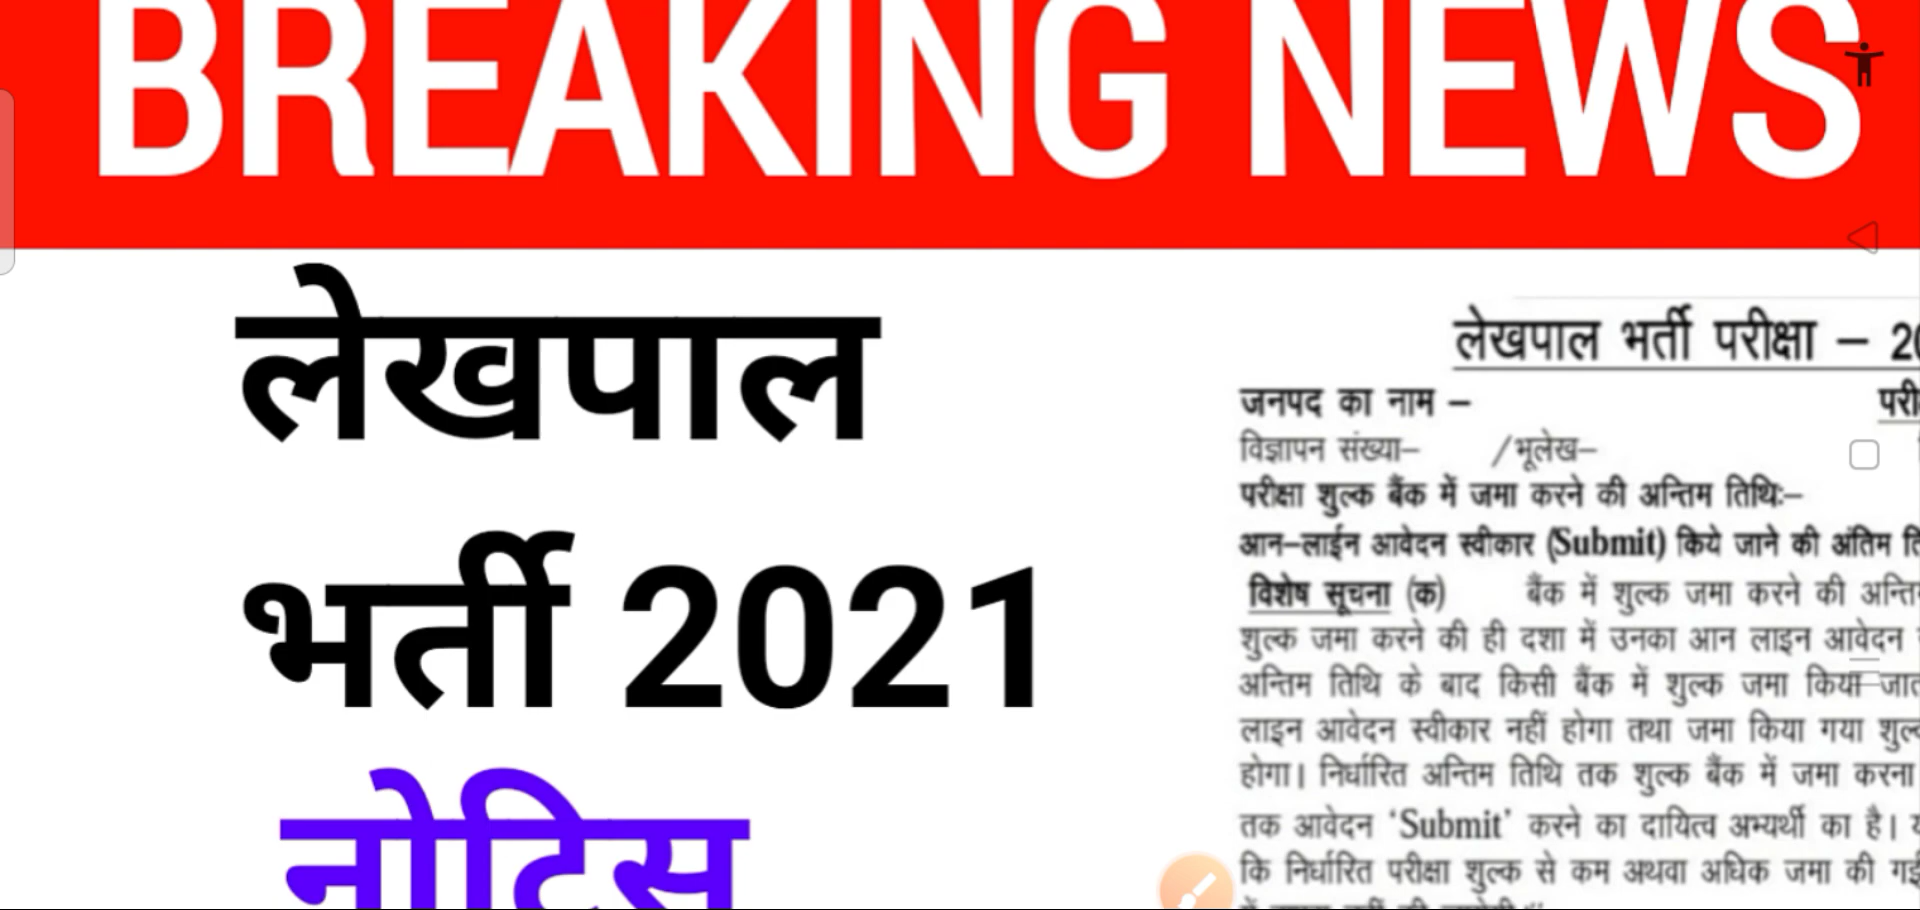 BREAKING NEWS
लेखपाल
भर्ती 2021
नोटिस
लेखपाल भर्ती परीक्षा – 20
जनपद का नाम –
विज्ञापन संख्या– /भूलेख–
परीक्षा शुल्क बैंक में जमा करने की अन्तिम तिथिः–
आन–लाईन आवेदन स्वीकार (Submit) किये जाने की अंतिम
विशेष सूचना (क) बैंक में शुल्क जमा करने की
शुल्क जमा करने की ही दशा में उनका आन लाइन आवेदन
अन्तिम तिथि के बाद किसी बैंक में शुल्क जमा किया
लाइन आवेदन स्वीकार नहीं होगा तथा जमा किया गया
होगा। निर्धारित अन्तिम तिथि तक शुल्क बैंक में जमा करना
तक आवेदन ‘Submit’ करने का दायित्व अभ्यर्थी का है।
कि निर्धारित परीक्षा शुल्क से कम अथवा अधिक जमा की